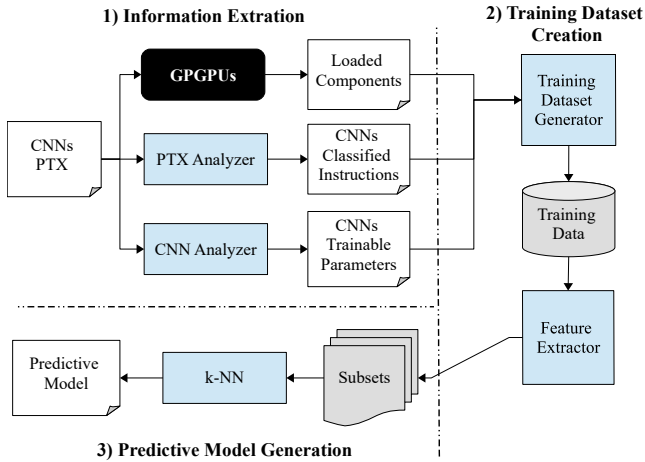 1) Information Extration
2) Training Dataset
Creation
GPGPUs
Loaded
Components
Training
Dataset
Generator
CNNs
PTX
PTX Analyzer
CNNs
Classified
Instructions
CNN Analyzer
CNNs
Trainable
Parameters
Training
Data
Feature
Extractor
Subsets
k-NN
Predictive
Model
3) Predictive Model Generation